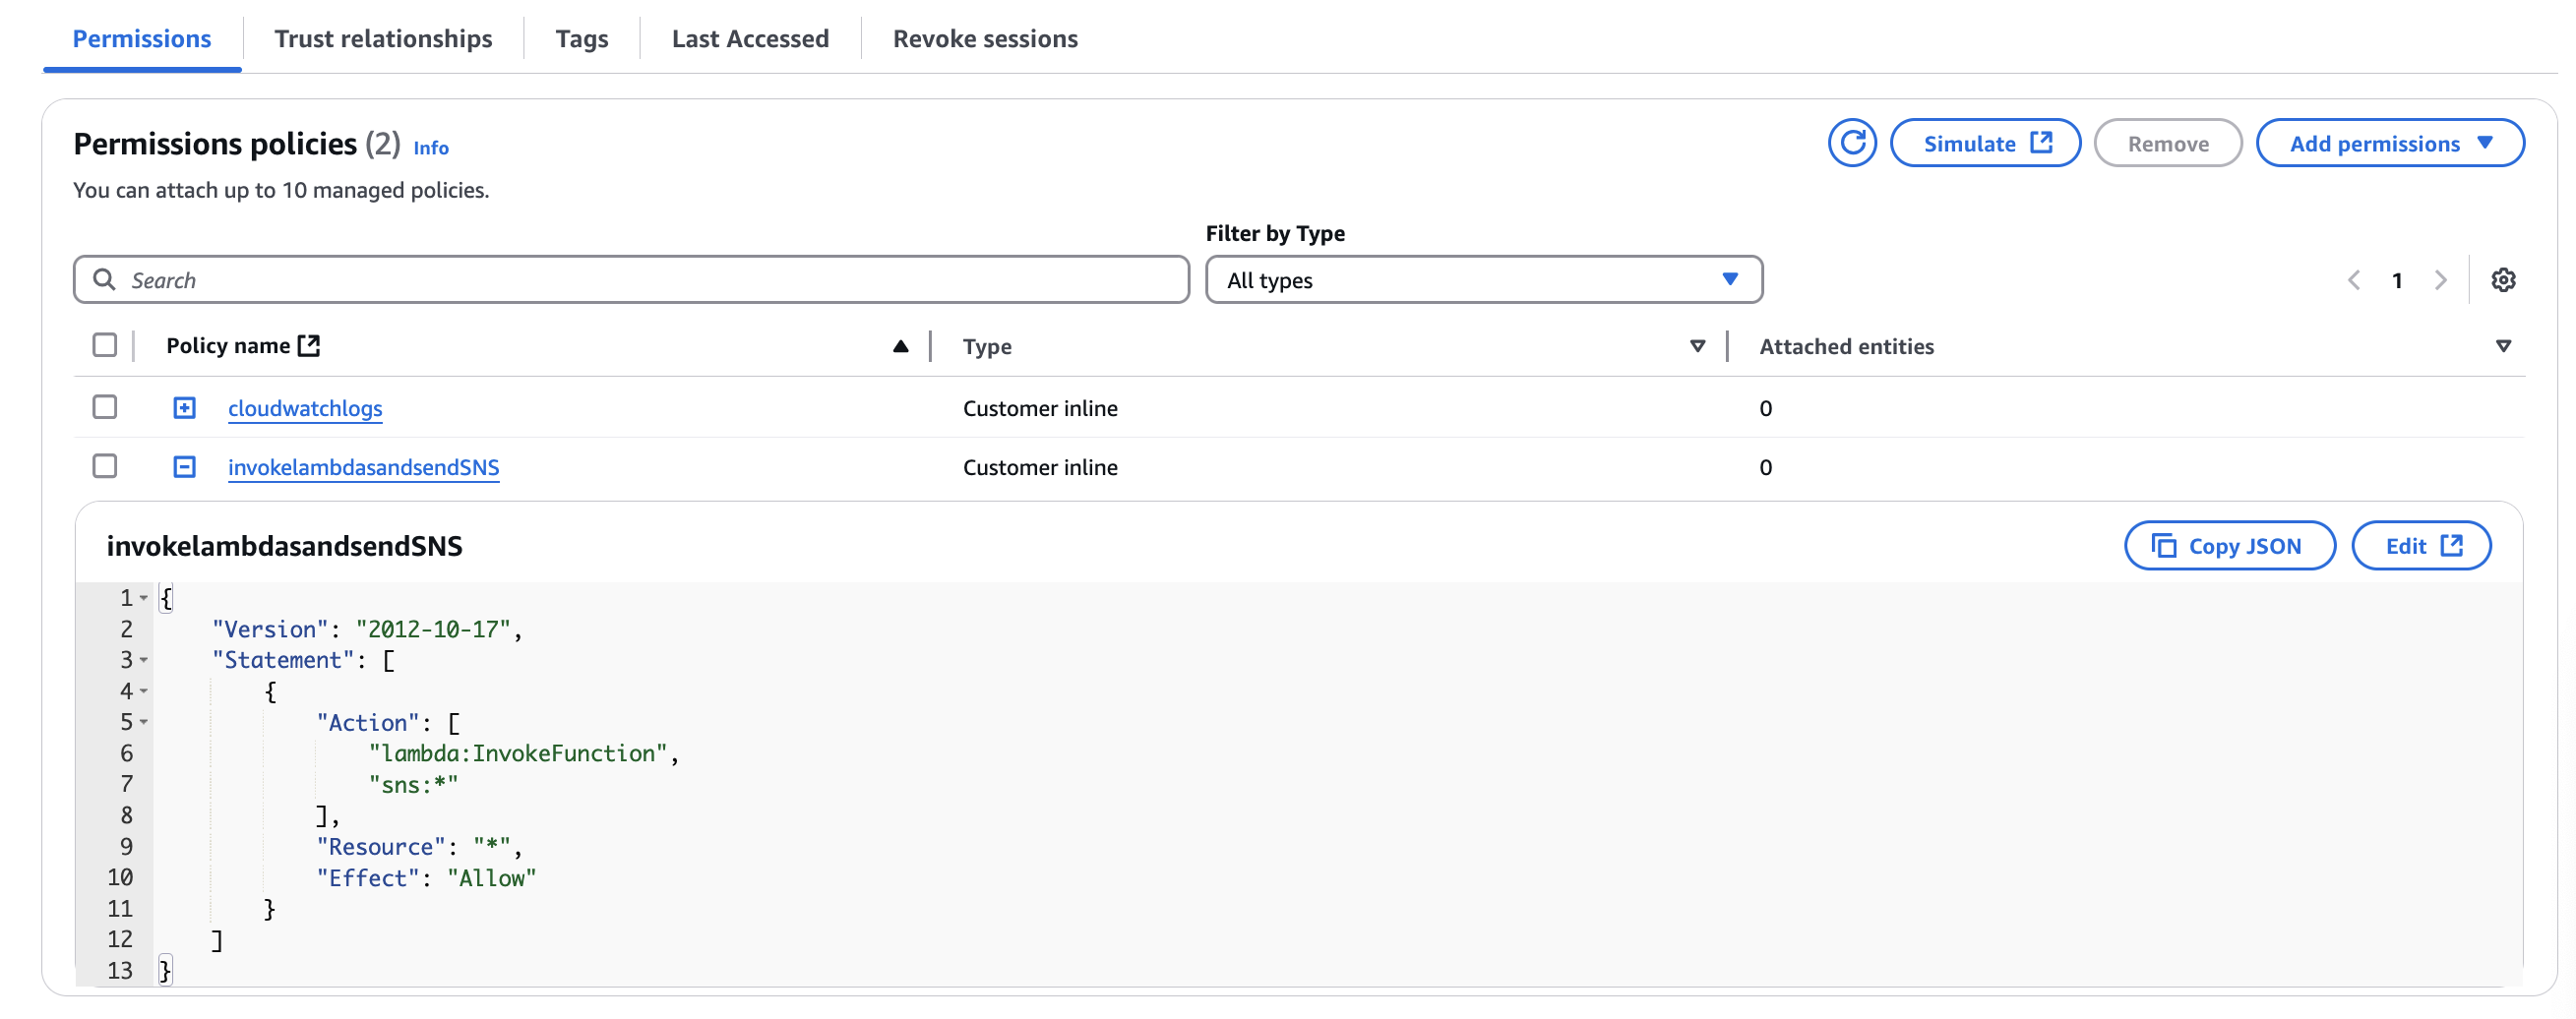 Permissions
Trust relationships
Tags
Last Accessed
Revoke sessions
Permissions policies (2) Info
Simulate
Remove
Add permissions
You can attach up to 10 managed policies.
Filter by Type
Search
All types
1
Policy name
Type
Attached entities
cloudwatchlogs
Customer inline
0
invokelambdasandsendSNS
Customer inline
0
invokelambdasandsendSNS
Copy JSON
Edit
1 {
2     "Version": "2012-10-17",
3     "Statement": [
4         {
5             "Action": [
6                 "lambda:InvokeFunction",
7                 "sns:*"
8             ],
9             "Resource": "*",
10             "Effect": "Allow"
11         }
12     ]
13 }